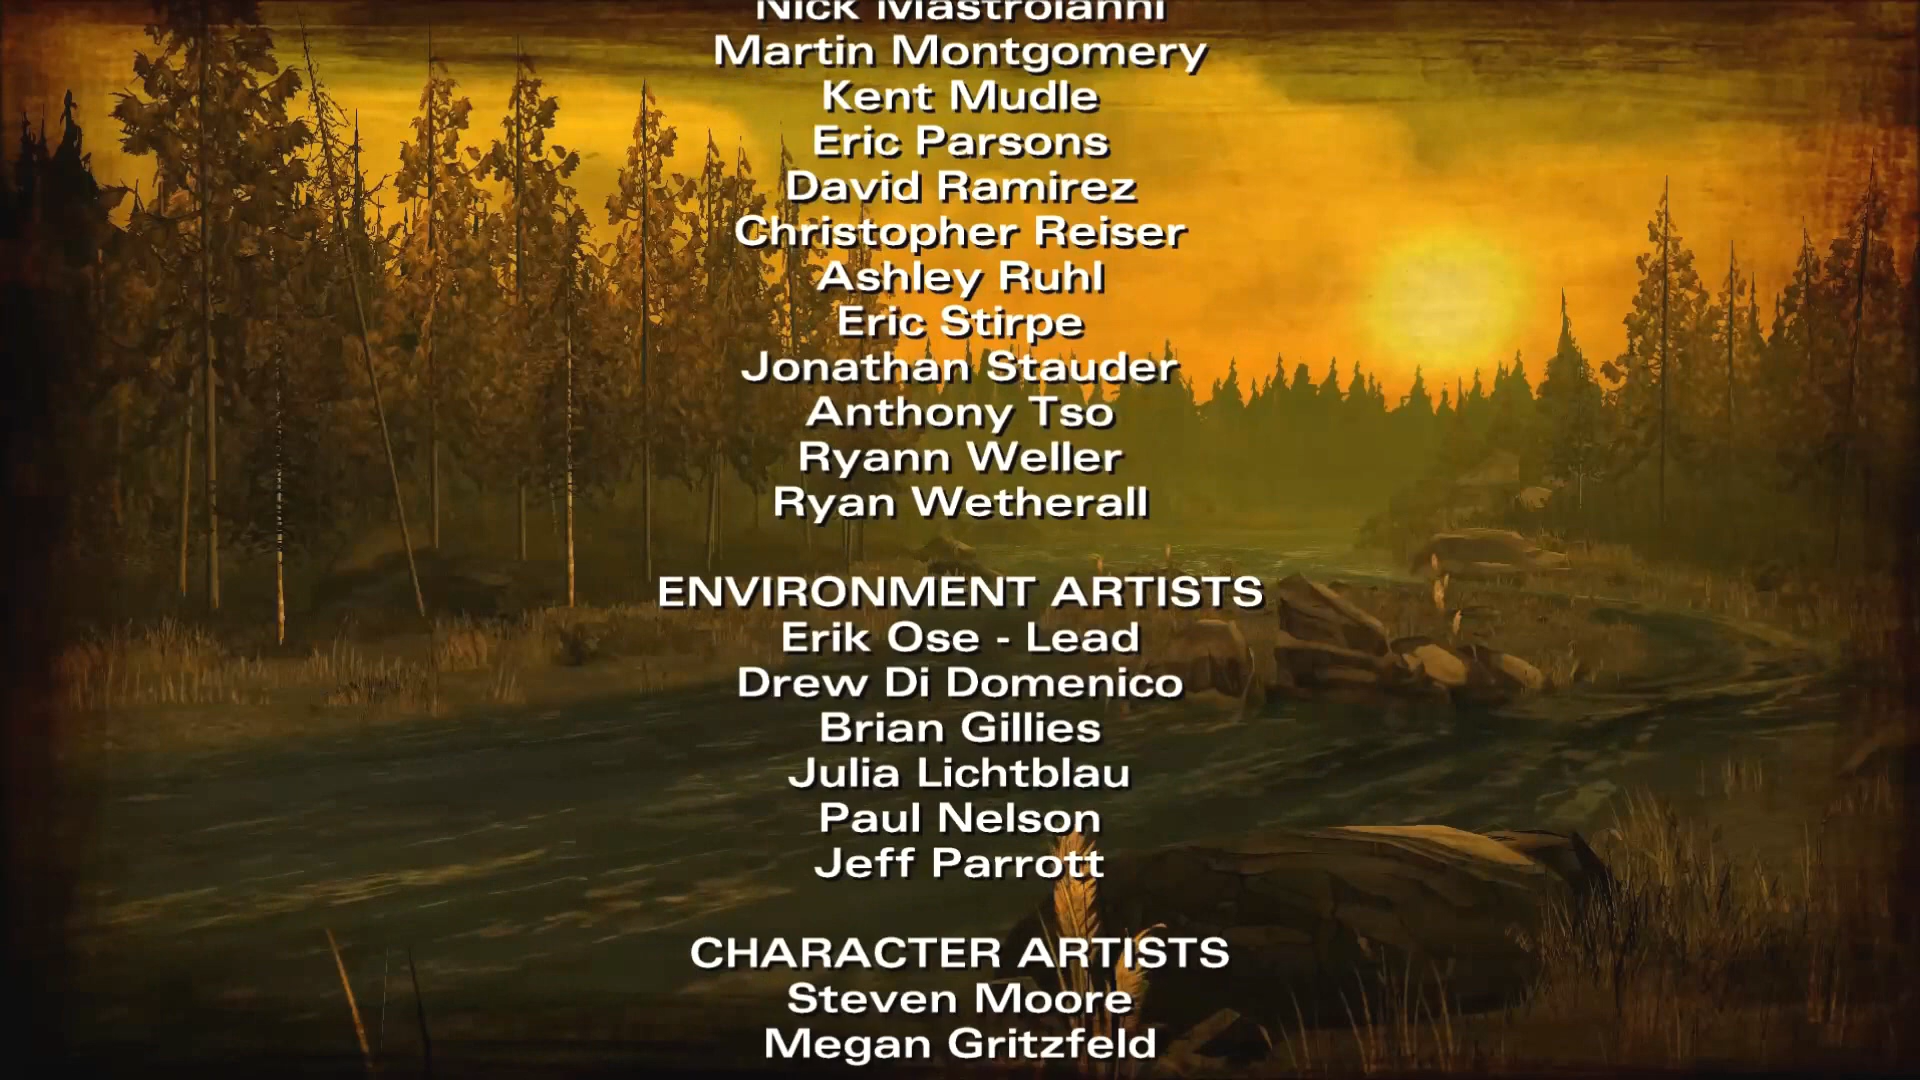 Nick Mastroianni
Martin Montgomery
Kent Mudle
Eric Parsons
David Ramirez
Christopher Reiser
Ashley Ruhl
Eric Stirpe
Jonathan Stauder
Anthony Tso
Ryann Weller
Ryan Wetherall
ENVIRONMENT ARTISTS
Erik Ose - Lead
Drew Di Domenico
Brian Gillies
Julia Lichtblau
Paul Nelson
Jeff Parrott
CHARACTER ARTISTS
Steven Moore
Megan Gritzfeld